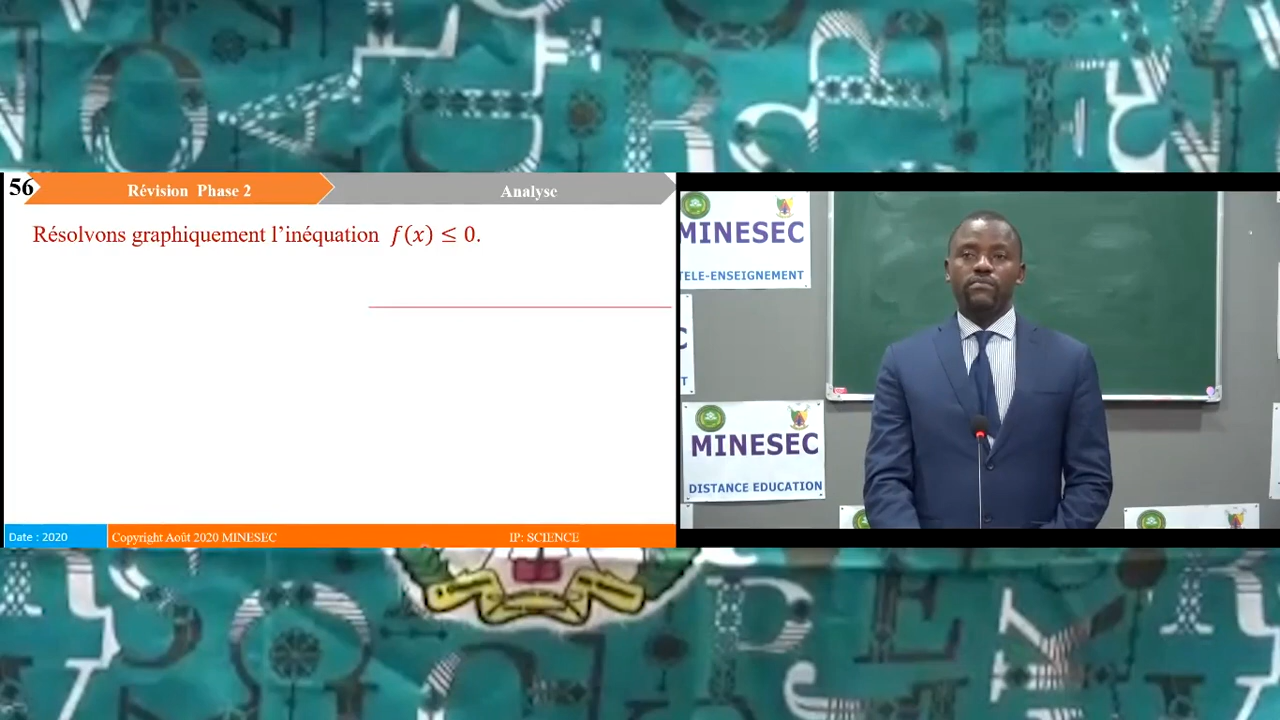 56
Révision Phase 2
Analyse
Résolvons graphiquement l’inéquation f(x) ≤ 0.
Date : 2020
Copyright Août 2020 MINESEC
IP: SCIENCE
MINESEC
TELE-ENSEIGNEMENT
MINESEC
DISTANCE EDUCATION